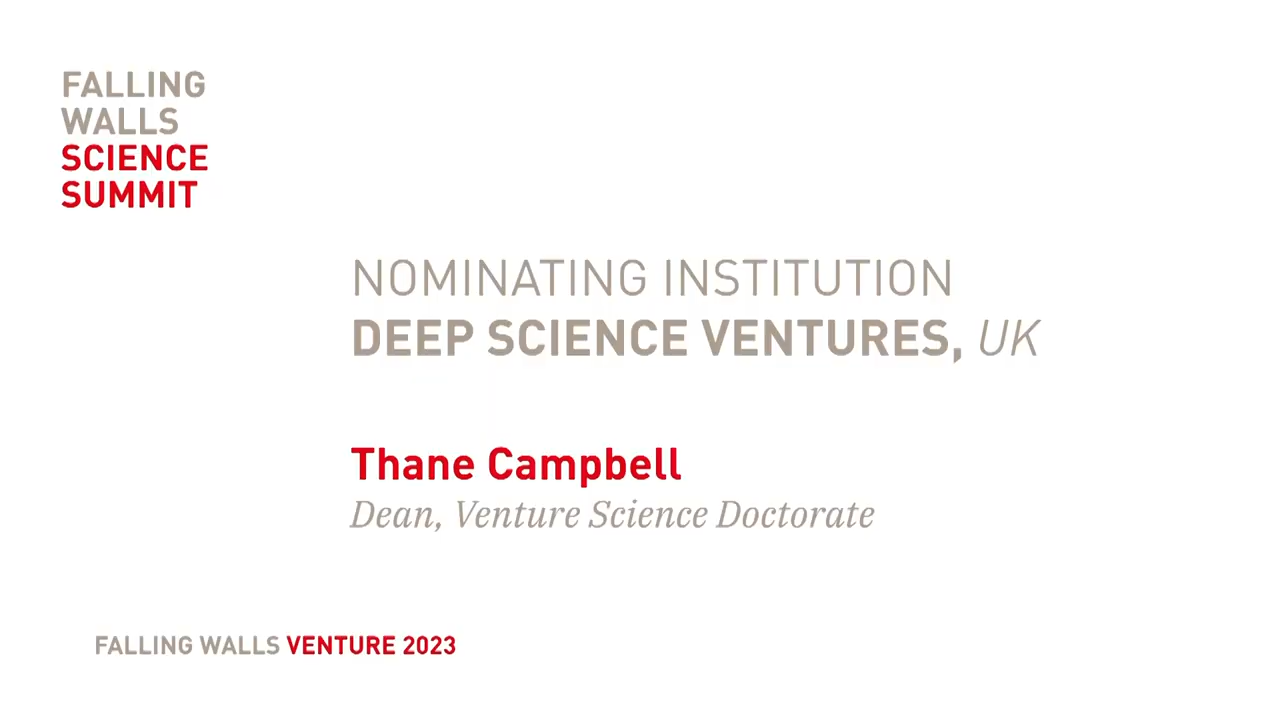 FALLING
WALLS
SCIENCE
SUMMIT
NOMINATING INSTITUTION
DEEP SCIENCE VENTURES, UK
Thane Campbell
Dean, Venture Science Doctorate
FALLING WALLS VENTURE 2023